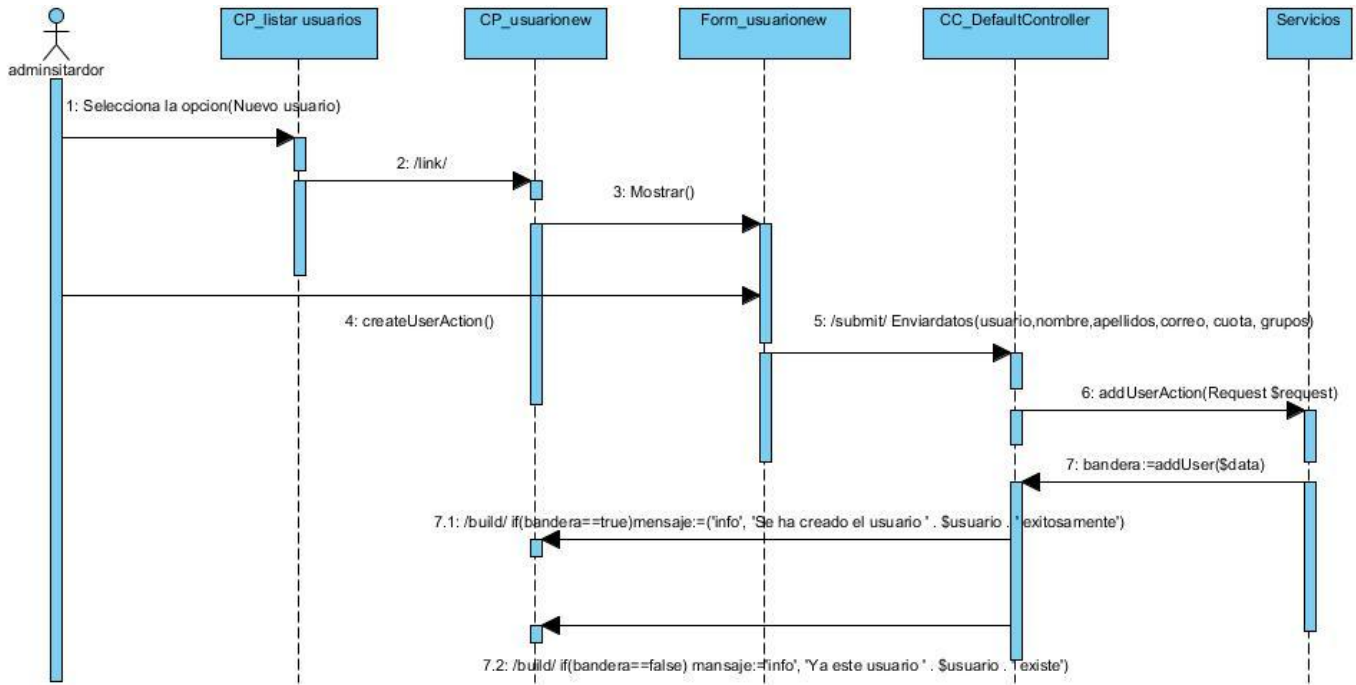 CP_listar usuarios
CP_usuarionew
Form_usuarionew
CC_DefaultController
Servicios
adminsitardor
1: Selecciona la opcion(Nuevo usuario)
2: /link/
3: Mostrar()
4: createUserAction()
5: /submit/ Enviardatos(usuario,nombre,apellidos,correo, cuota, grupos)
6: addUserAction(Request $request)
7: bandera:=addUser($data)
7.1: /build/ if(bandera==true)mensaje:=('info', 'Se ha creado el usuario ' . $usuario . ' exitosamente')
7.2: /build/ if(bandera==false) mansaje:='info', 'Ya este usuario ' . $usuario . ' existe')